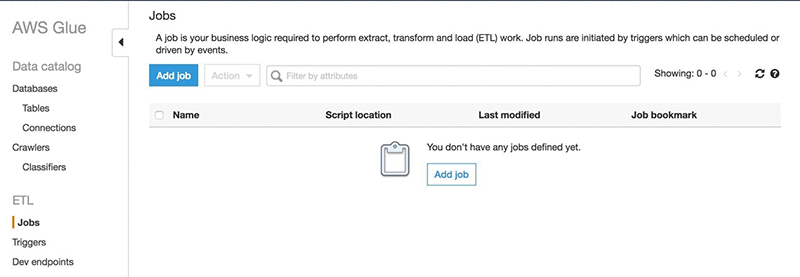 AWS Glue
Data catalog
Databases
Tables
Connections
Crawlers
Classifiers
ETL
Jobs
Triggers
Dev endpoints
Jobs
A job is your business logic required to perform extract, transform and load (ETL) work. Job runs are initiated by triggers which can be scheduled or
driven by events.
Add job Action Filter by attributes Showing: 0 - 0
Name Script location Last modified Job bookmark
You don't have any jobs defined yet.
Add job